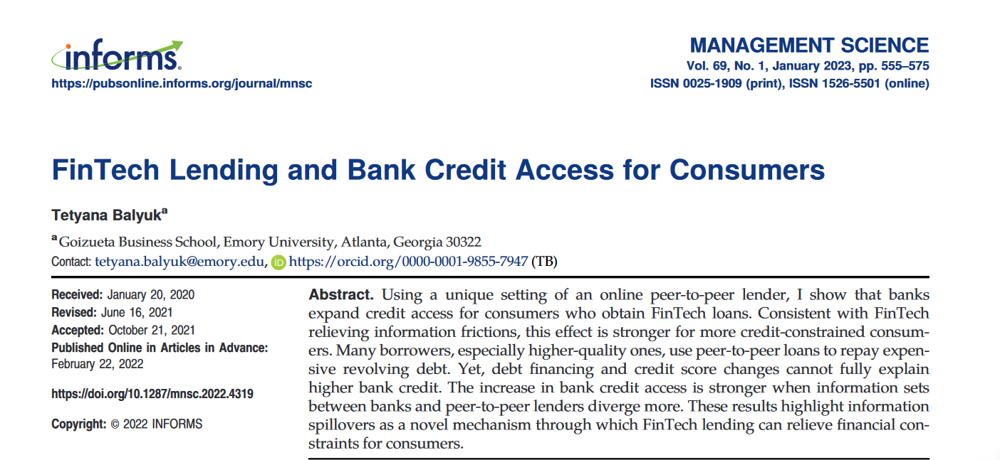 informs®
https://pubsonline.informs.org/journal/mnsc
MANAGEMENT SCIENCE
Vol. 69, No. 1, January 2023, pp. 555–575
ISSN 0025-1909 (print), ISSN 1526-5501 (online)
FinTech Lending and Bank Credit Access for Consumers
Tetyana Balyukª
ª Goizueta Business School, Emory University, Atlanta, Georgia 30322
Contact: tetyana.balyuk@emory.edu, iD https://orcid.org/0000-0001-9855-7947 (TB)
Received: January 20, 2020
Revised: June 16, 2021
Accepted: October 21, 2021
Published Online in Articles in Advance:
February 22, 2022
https://doi.org/10.1287/mnsc.2022.4319
Copyright: © 2022 INFORMS
Abstract. Using a unique setting of an online peer-to-peer lender, I show that banks
expand credit access for consumers who obtain FinTech loans. Consistent with FinTech
relieving information frictions, this effect is stronger for more credit-constrained consum-
ers. Many borrowers, especially higher-quality ones, use peer-to-peer loans to repay expen-
sive revolving debt. Yet, debt financing and credit score changes cannot fully explain
higher bank credit. The increase in bank credit access is stronger when information sets
between banks and peer-to-peer lenders diverge more. These results highlight information
spillovers as a novel mechanism through which FinTech lending can relieve financial con-
straints for consumers.